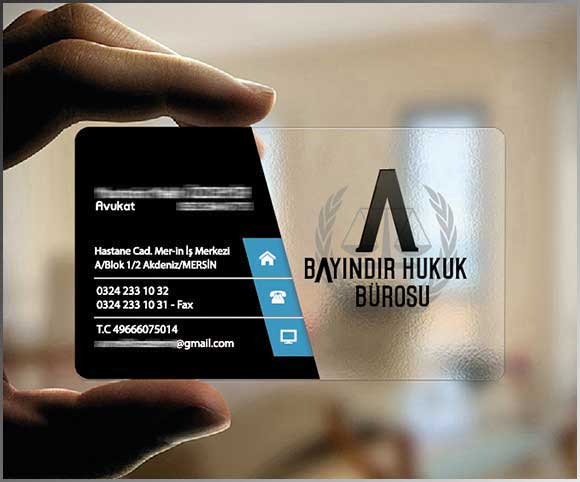 Avukat
Hastane Cad. Mer-in İş Merkezi
A/Blok 1/2 Akdeniz/MERSİN
0324 233 10 32
0324 233 10 31 - Fax
T.C 49666075014
@gmail.com
BAYINDIR HUKUK
BÜROSU